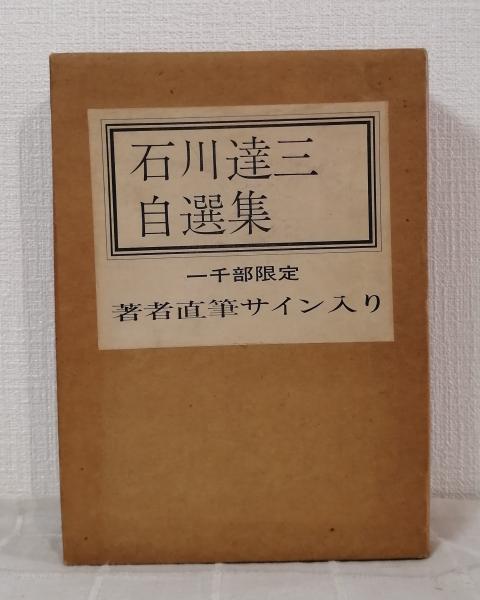 石川達三
自選集
一千部限定
著者直筆サイン入り